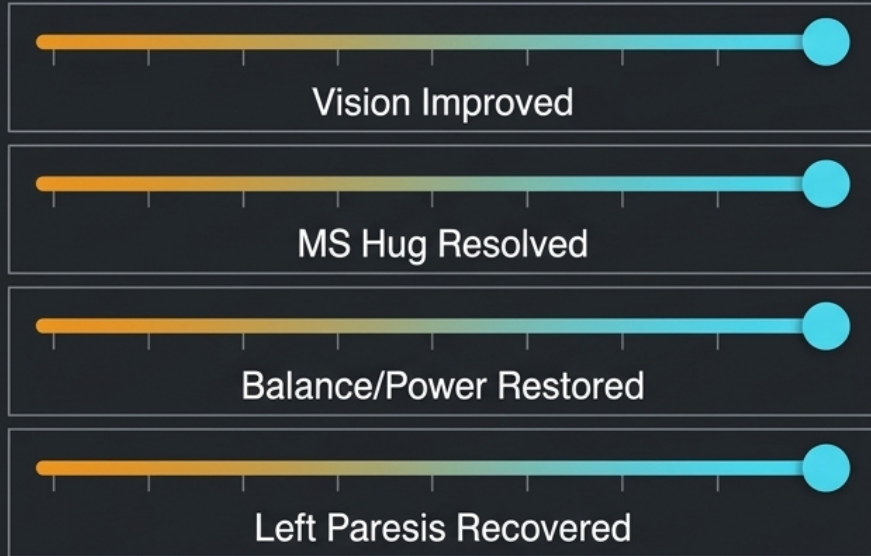 Vision Improved
MS Hug Resolved
Balance/Power Restored
Left Paresis Recovered